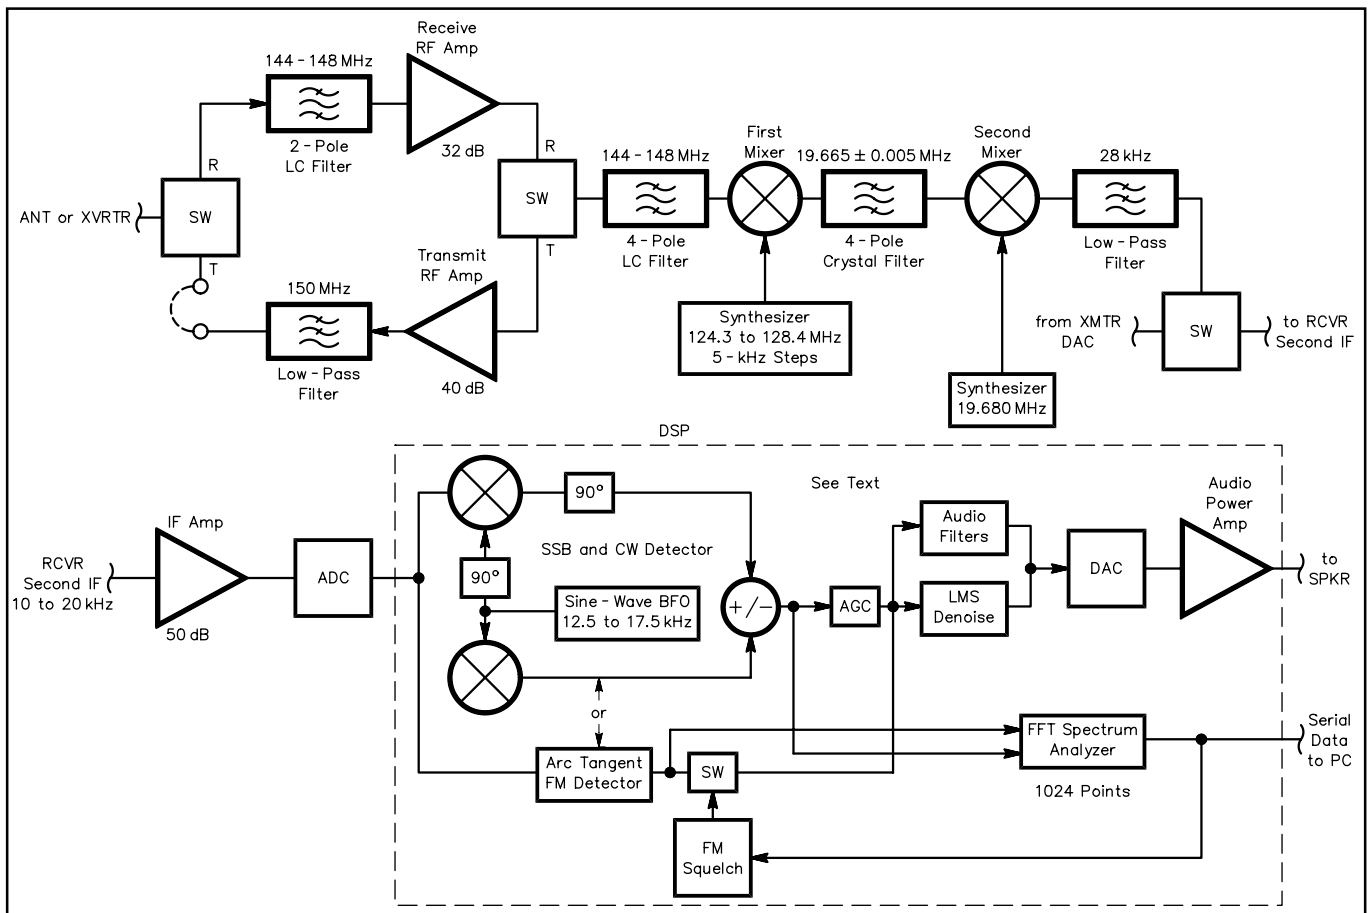 Receive
RF Amp
144 - 148 MHz
2 - Pole
LC Filter
32 dB
R
R
ANT or XVRTR
SW
SW
T
T
144 - 148 MHz
4 - Pole
LC Filter
First
Mixer
19.665 ± 0.005 MHz
4 - Pole
Crystal Filter
Second
Mixer
28 kHz
Low - Pass
Filter
Transmit
RF Amp
150 MHz
Low - Pass
Filter
40 dB
Synthesizer
124.3 to 128.4 MHz
5 - kHz Steps
Synthesizer
19.680 MHz
from XMTR
DAC
SW
to RCVR
Second IF
DSP
See Text
RCVR
Second IF
10 to 20 kHz
IF Amp
50 dB
ADC
90°
SSB and CW Detector
90°
Sine - Wave BFO
12.5 to 17.5 kHz
+/-
AGC
Audio
Filters
LMS
Denoise
DAC
Audio
Power
Amp
to
SPKR
or
Arc Tangent
FM Detector
SW
FM
Squelch
FFT Spectrum
Analyzer
1024 Points
Serial
Data
to PC